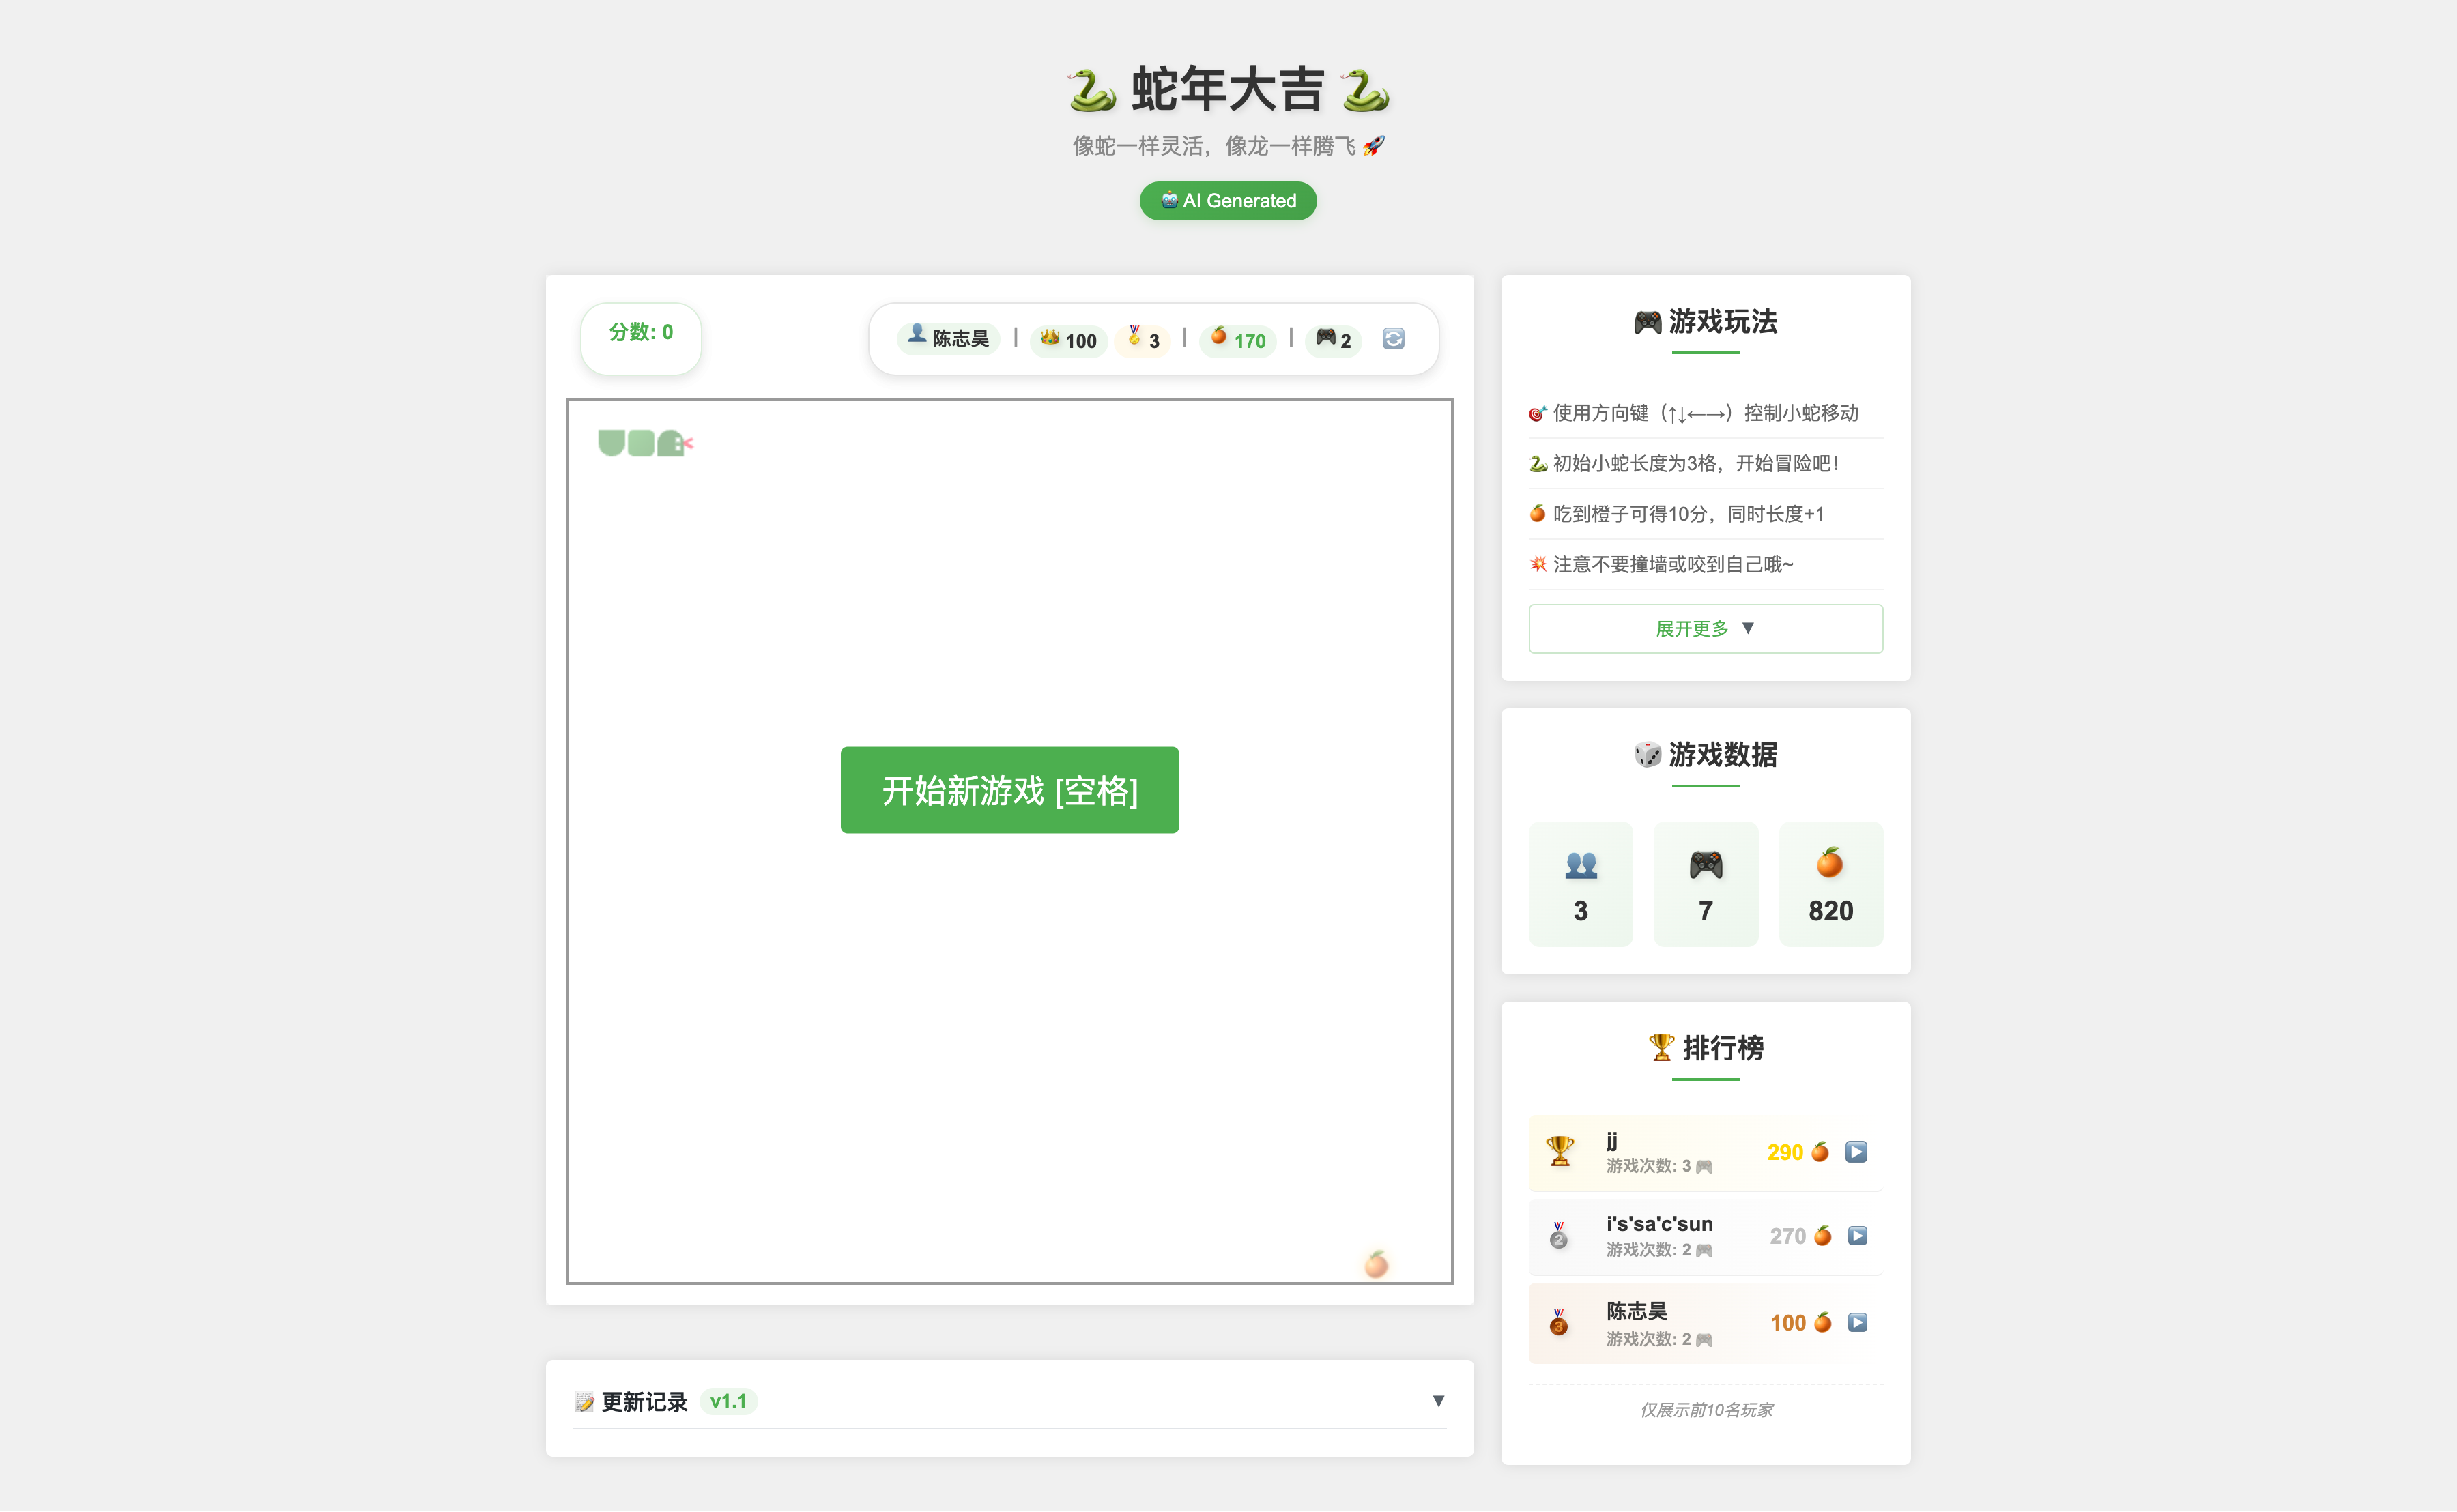 🐍 蛇年大吉 🐍
像蛇一样灵活，像龙一样腾飞 🚀
🤖 AI Generated
分数: 0
👤 陈志昊 | 👑 100 🏅 3 | 🍊 170 | 🎮 2 🔄
开始新游戏 [空格]
📝 更新记录 v1.1 ▼
🎮 游戏玩法
🎯 使用方向键（↑↓←→）控制小蛇移动
🐍 初始小蛇长度为3格，开始冒险吧！
🍊 吃到橙子可得10分，同时长度+1
💥 注意不要撞墙或咬到自己哦~
展开更多 ▼
🎲 游戏数据
👥 🎮 🍊
3 7 820
🏆 排行榜
🏆 jj 290 🍊 ▶️
游戏次数: 3 🎮
🥈 i's'sa'c'sun 270 🍊 ▶️
游戏次数: 2 🎮
🥉 陈志昊 100 🍊 ▶️
游戏次数: 2 🎮
仅展示前10名玩家